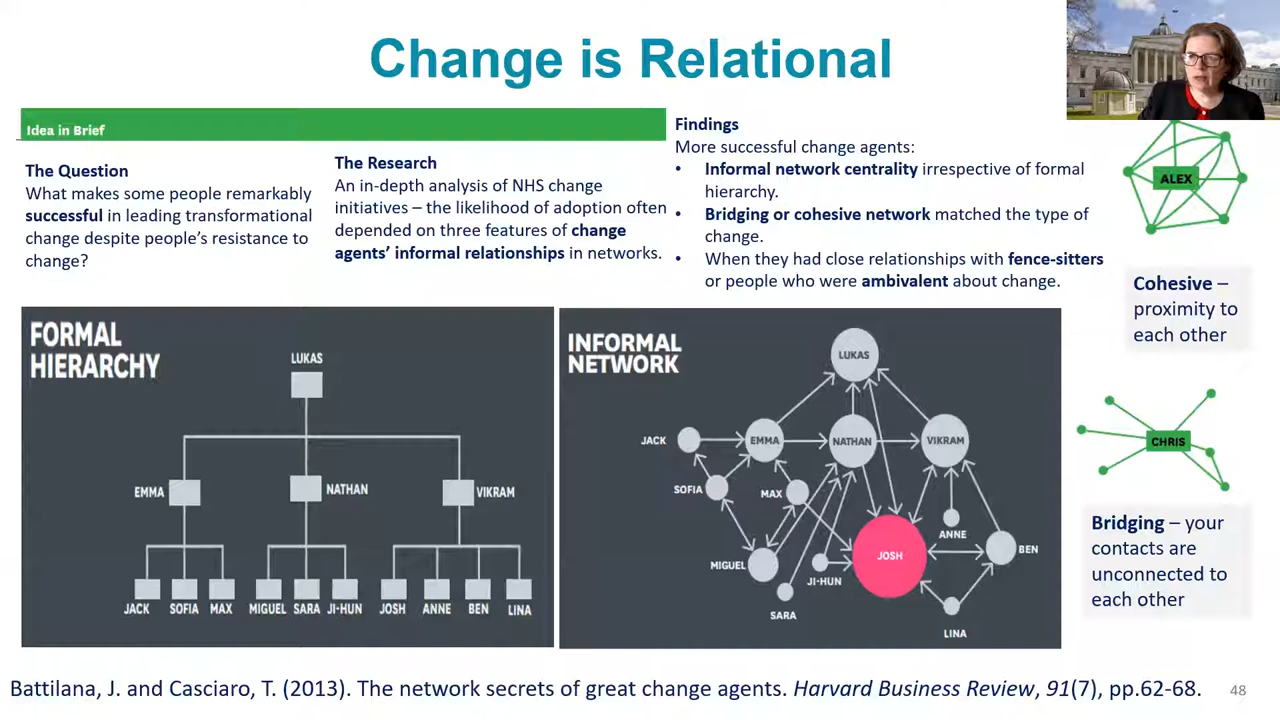 Change is Relational
Idea in Brief
The Question
What makes some people remarkably
successful in leading transformational
change despite people's resistance to
change?
The Research
An in-depth analysis of NHS change
initiatives – the likelihood of adoption often
depended on three features of change
agents' informal relationships in networks.
Findings
More successful change agents:
• Informal network centrality irrespective of formal
hierarchy.
• Bridging or cohesive network matched the type of
change.
• When they had close relationships with fence-sitters
or people who were ambivalent about change.
ALEX
Cohesive –
proximity to
each other
FORMAL
HIERARCHY
LUKAS
EMMA
NATHAN
VIKRAM
JACK
SOFIA
MAX
MIGUEL
SARA
JI-HUN
JOSH
ANNE
BEN
LINA
INFORMAL
NETWORK
LUKAS
JACK
EMMA
NATHAN
VIKRAM
SOFIA
MAX
ANNE
MIGUEL
JI-HUN
JOSH
BEN
SARA
LINA
CHRIS
Bridging – your
contacts are
unconnected to
each other
Battilana, J. and Casciaro, T. (2013). The network secrets of great change agents. Harvard Business Review, 91(7), pp.62-68.
48